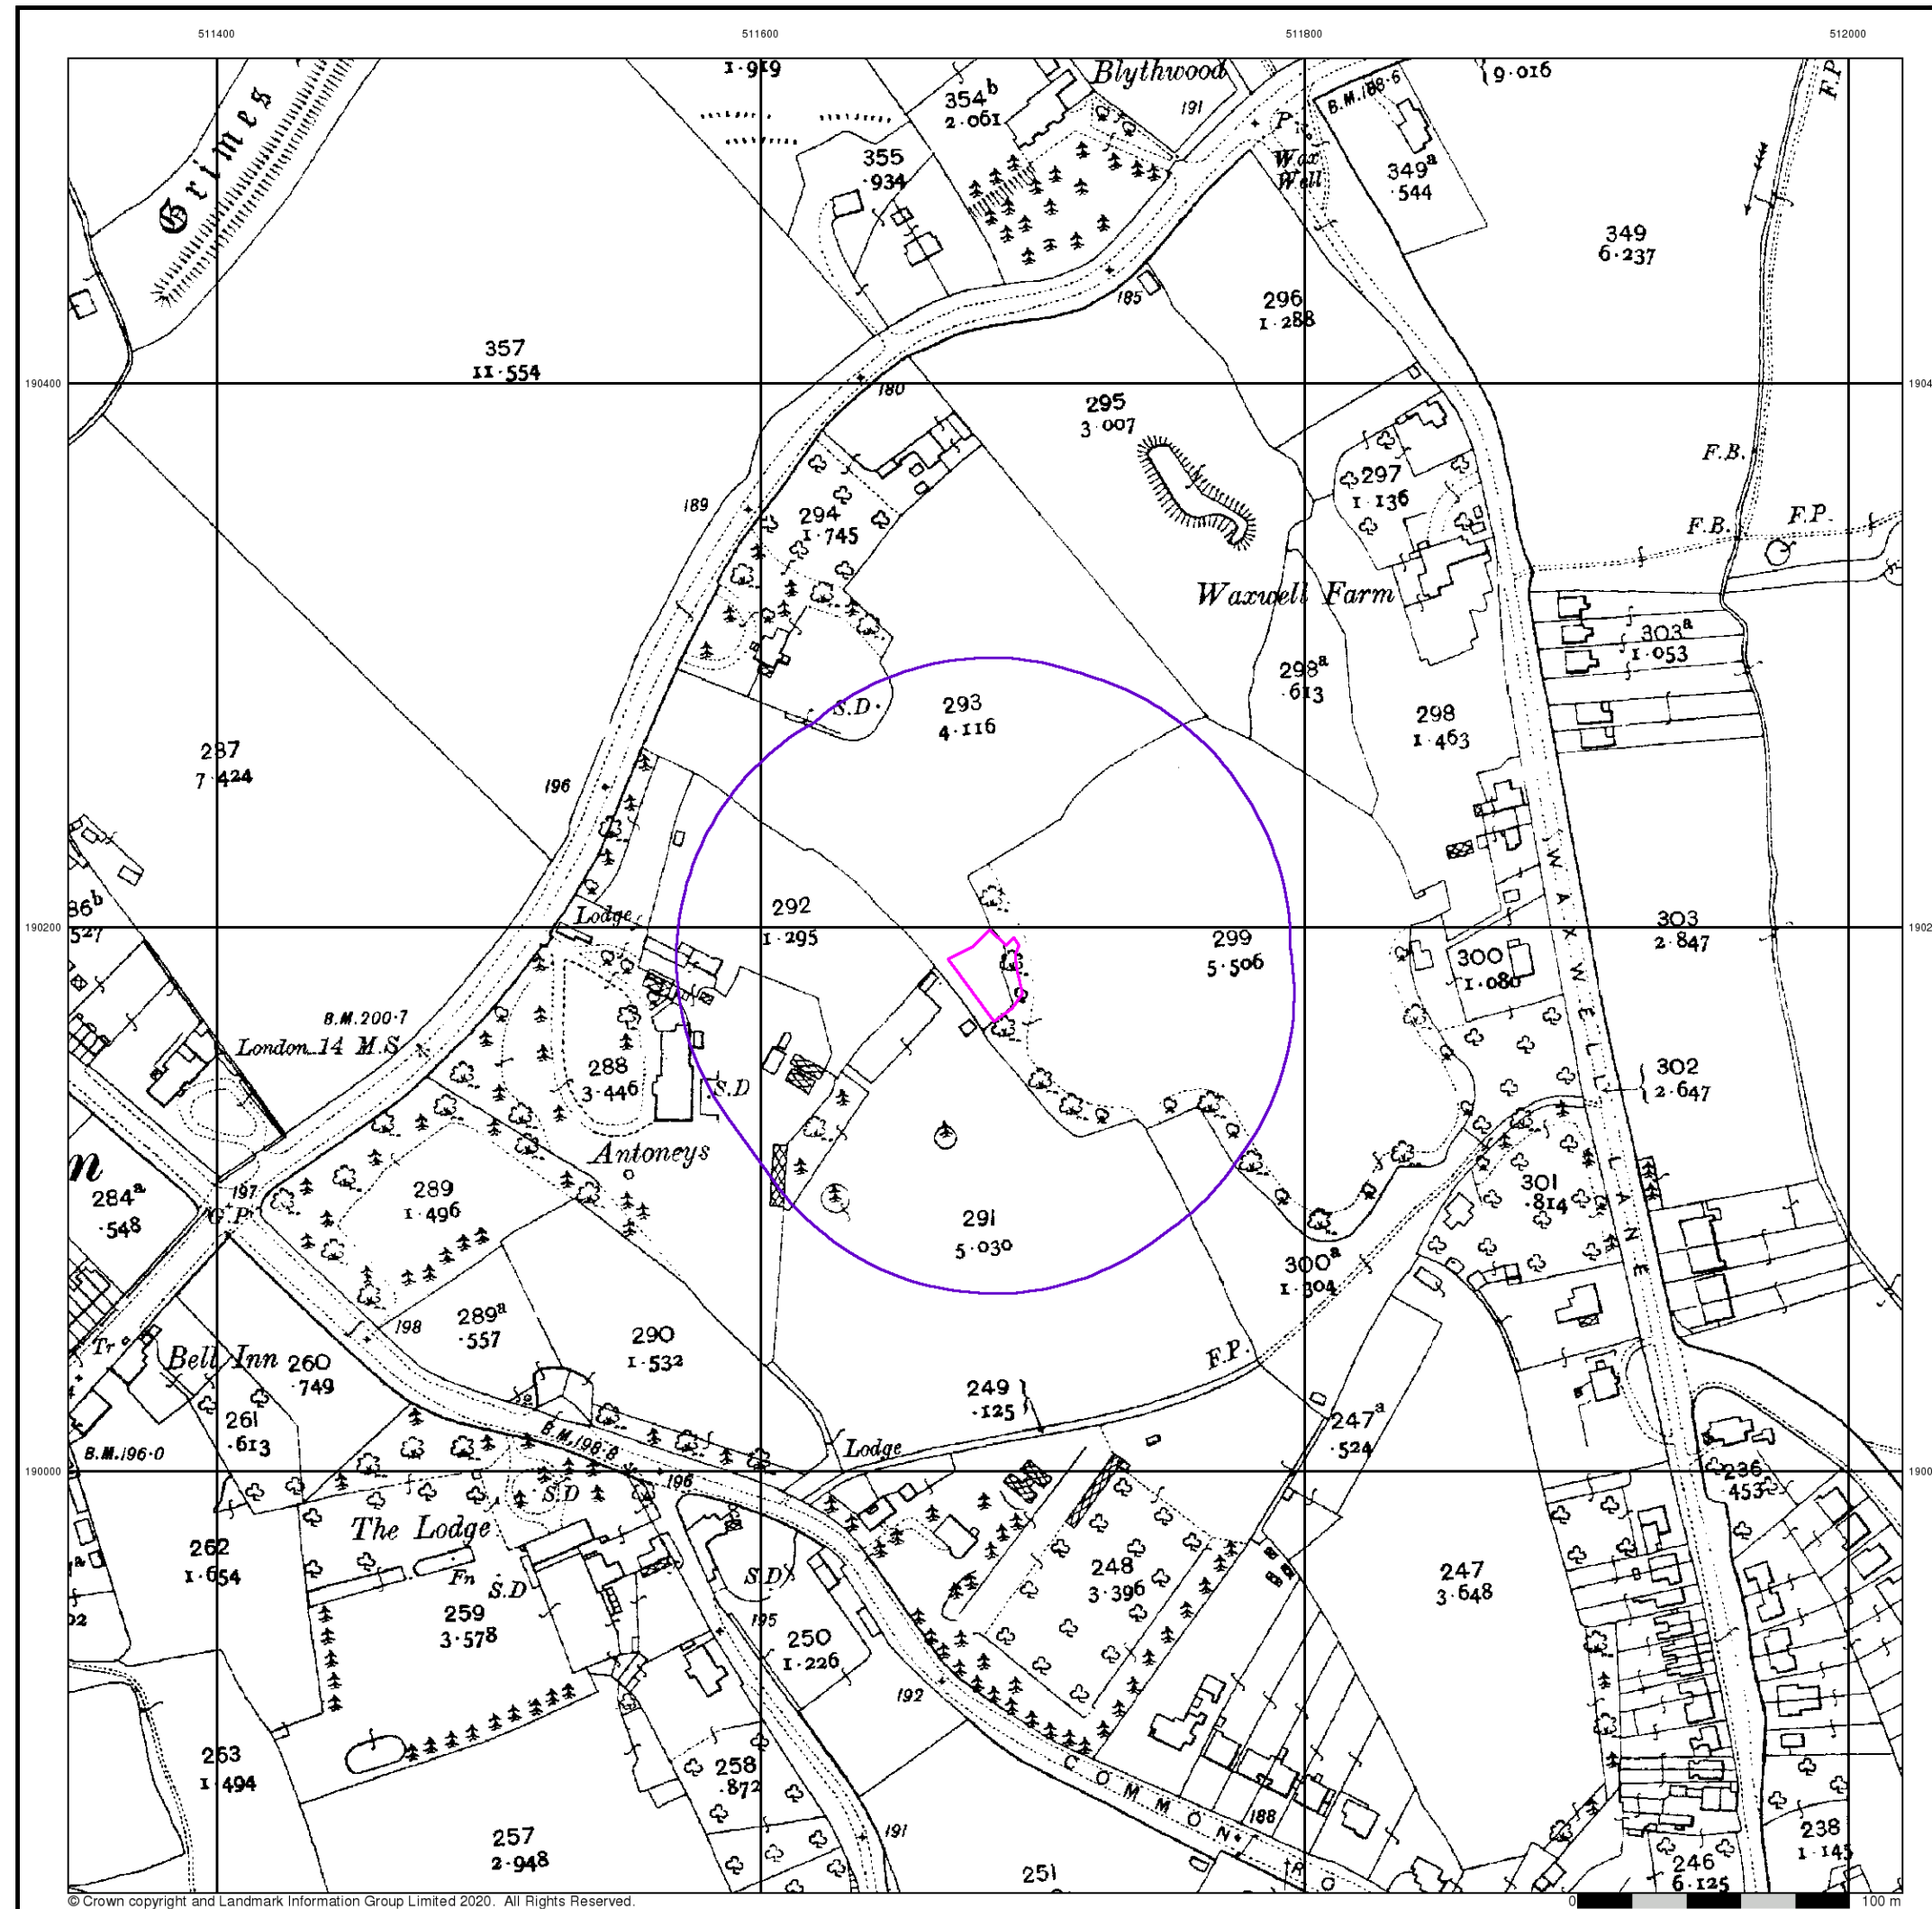 511400
511600
511800
512000
1·919
Blythwood
9·016
F.P
Grimes
354b
2·061
191
B.M.188·6
P.
Wax
Well
355
·934
349a
·544
349
6·237
296
1·288
185
357
11·554
190400
180
295
3·007
F.B.
297
1·136
189
294
1·745
F.B.
F.P.
Waxwell Farm
303a
1·053
298a
·613
293
4·116
S.D.
298
1·463
287
7·424
196
Lodge
292
1·295
190200
299
5·506
303
2·847
300
1·080
WAXWELL LANE
86b
527
B.M.200·7
London 14 M.S
288
3·446
S.D
302
2·647
Antoneys
n
284a
·548
197
G.P
289
1·496
301
·814
291
5·030
300a
1·304
289a
·557
198
290
1·532
F.P.
Tr
Bell Inn
260
·749
249
·125
247a
·524
261
·613
B.M.196·0
B.M.198·8
Lodge
190000
196
236
·453
S.D
The Lodge
262
1·654
Fn
S.D
S.D
248
3·396
247
3·648
259
3·578
195
250
1·226
192
263
1·494
258
·872
COMMON RO
188
257
2·948
191
251
238
1·145
246
6·125
© Crown copyright and Landmark Information Group Limited 2020. All Rights Reserved.
0
100 m